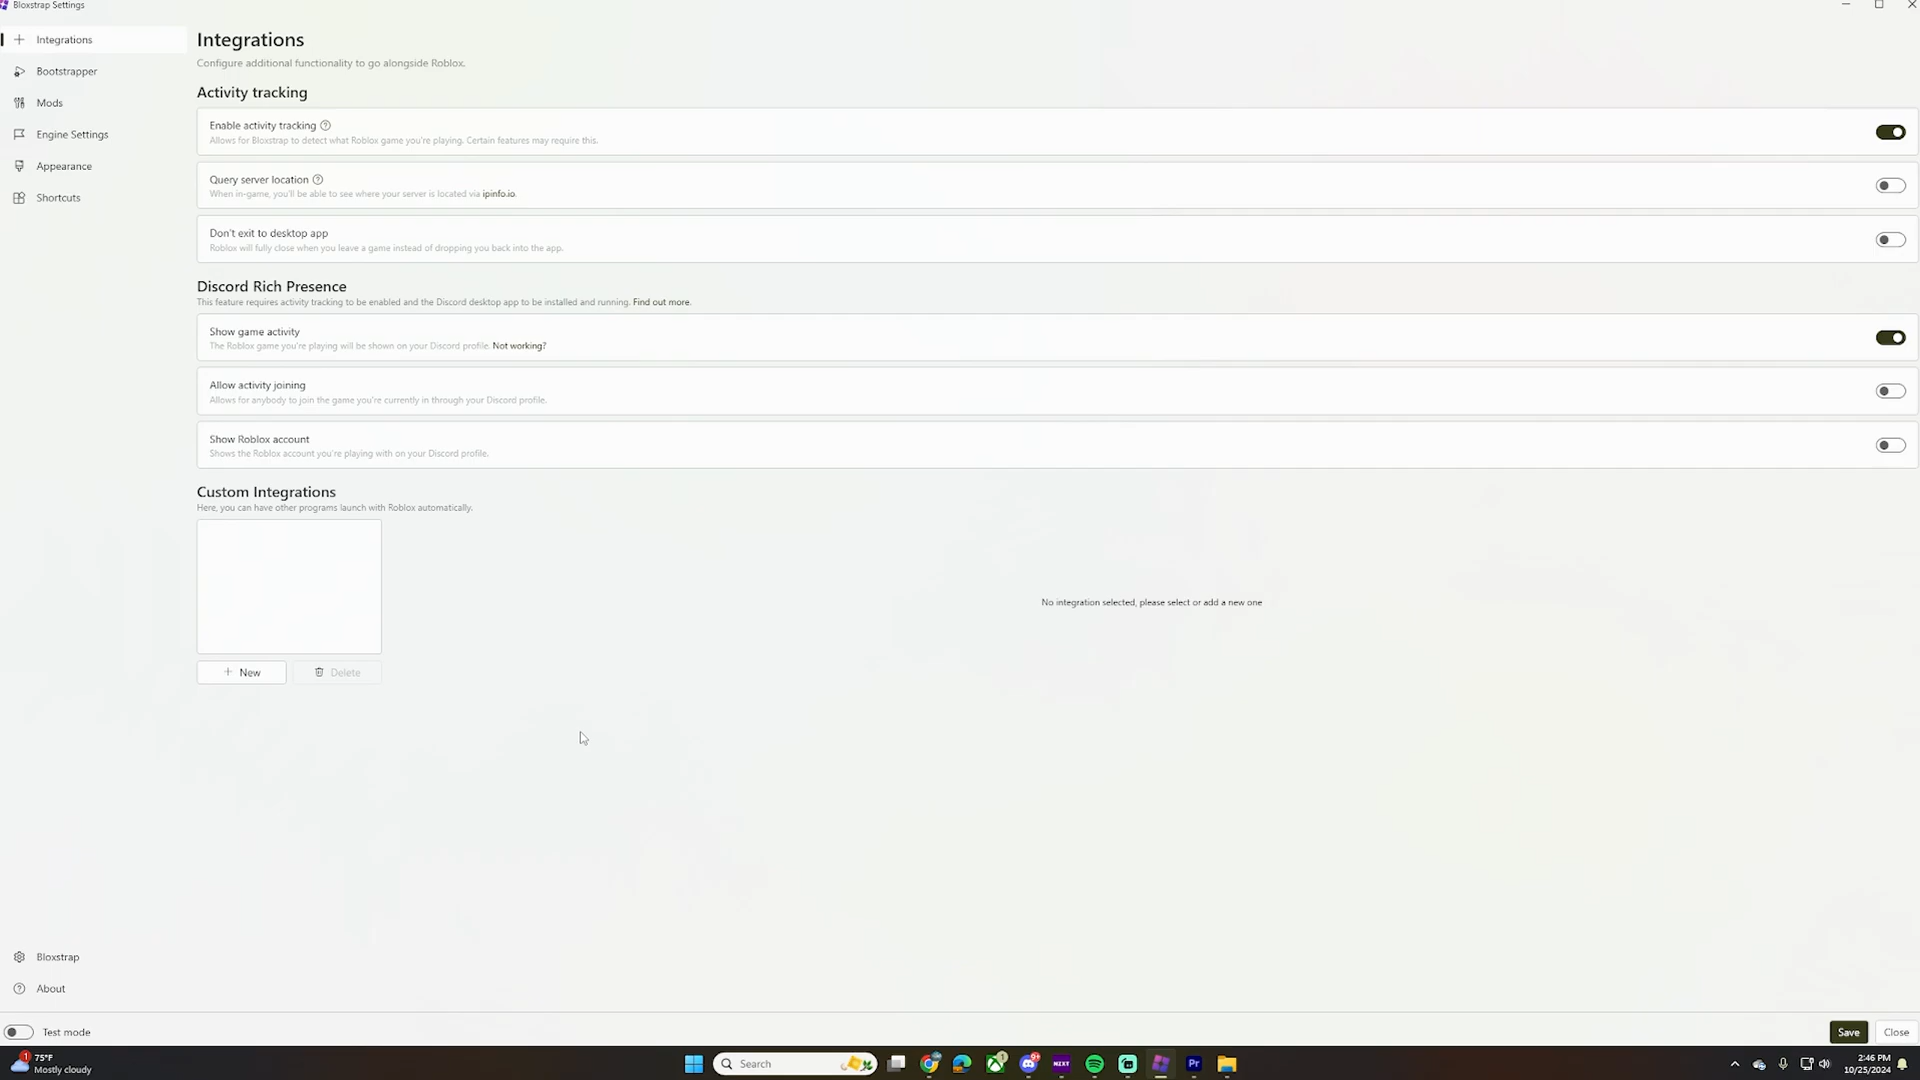 Bloxstrap Settings
Integrations
Bootstrapper
Mods
Engine Settings
Appearance
Shortcuts
Integrations
Configure additional functionality to go alongside Roblox.
Activity tracking
Enable activity tracking
Allows for Bloxstrap to detect what Roblox game you're playing. Certain features may require this.
Query server location
When in-game, you'll be able to see where your server is located via ipinfo.io.
Don't exit to desktop app
Roblox will fully close when you leave a game instead of dropping you back into the app.
Discord Rich Presence
This feature requires activity tracking to be enabled and the Discord desktop app to be installed and running. Find out more.
Show game activity
The Roblox game you're playing will be shown on your Discord profile. Not working?
Allow activity joining
Allows for anybody to join the game you're currently in through your Discord profile.
Show Roblox account
Shows the Roblox account you're playing with on your Discord profile.
Custom Integrations
Here, you can have other programs launch with Roblox automatically.
No integration selected, please select or add a new one
New
Delete
Bloxstrap
About
Test mode
Save
Close
1
75°F
Mostly cloudy
Search
1
Pr
2:46 PM
10/25/2024